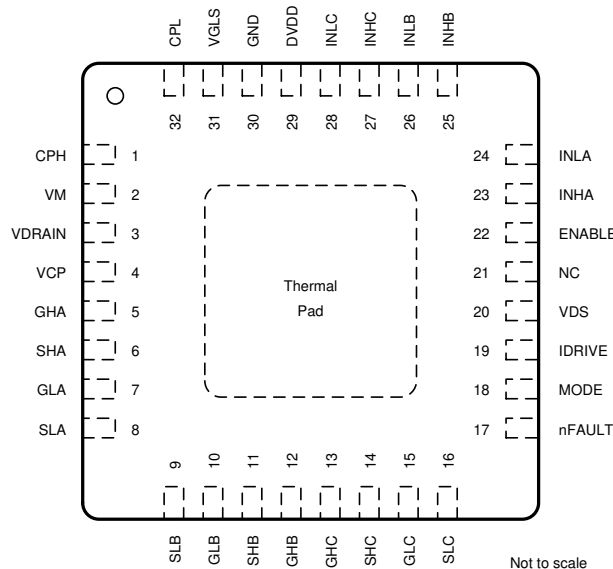 CPL
VGLS
GND
DVDD
INLC
INHC
INLB
INHB
32
31
30
29
28
27
26
25
CPH 1
VM 2
VDRAIN 3
VCP 4
GHA 5
SHA 6
GLA 7
SLA 8
24 INLA
23 INHA
22 ENABLE
21 NC
20 VDS
19 IDRIVE
18 MODE
17 nFAULT
Thermal
Pad
9
10
11
12
13
14
15
16
SLB
GLB
SHB
GHB
GHC
SHC
GLC
SLC
Not to scale